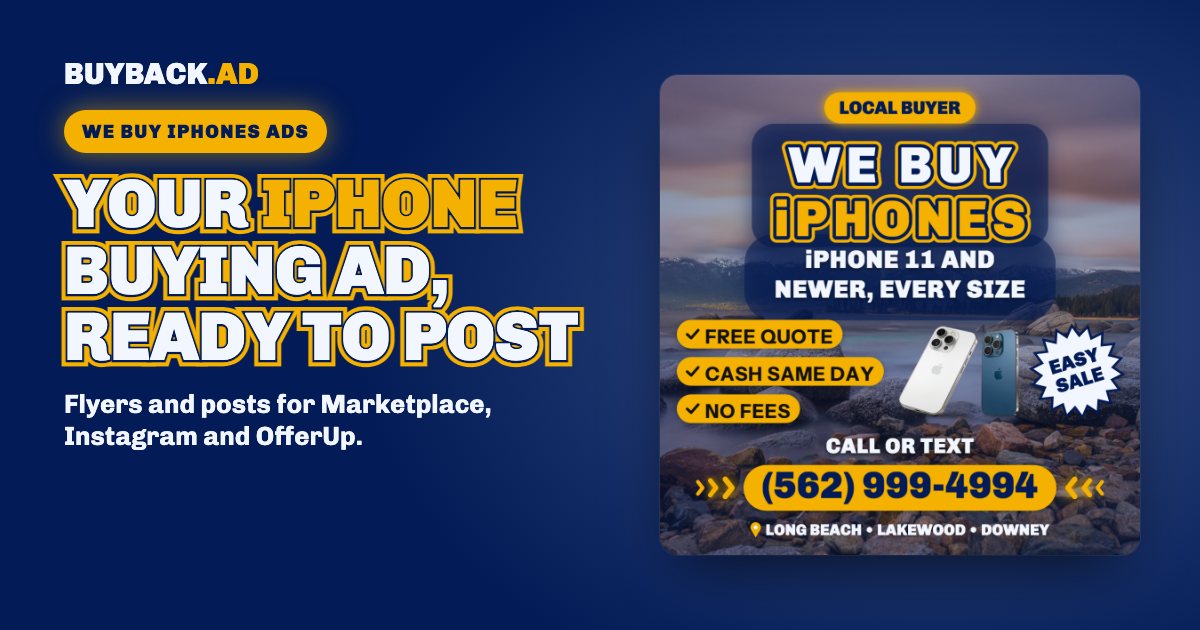 BUYBACK.AD
WE BUY IPHONES ADS
YOUR IPHONE
BUYING AD,
READY TO POST
Flyers and posts for Marketplace,
Instagram and OfferUp.
LOCAL BUYER
WE BUY
iPHONES
iPHONE 11 AND
NEWER, EVERY SIZE
FREE QUOTE
CASH SAME DAY
NO FEES
EASY
SALE
CALL OR TEXT
(562) 999-4994
LONG BEACH • LAKEWOOD • DOWNEY